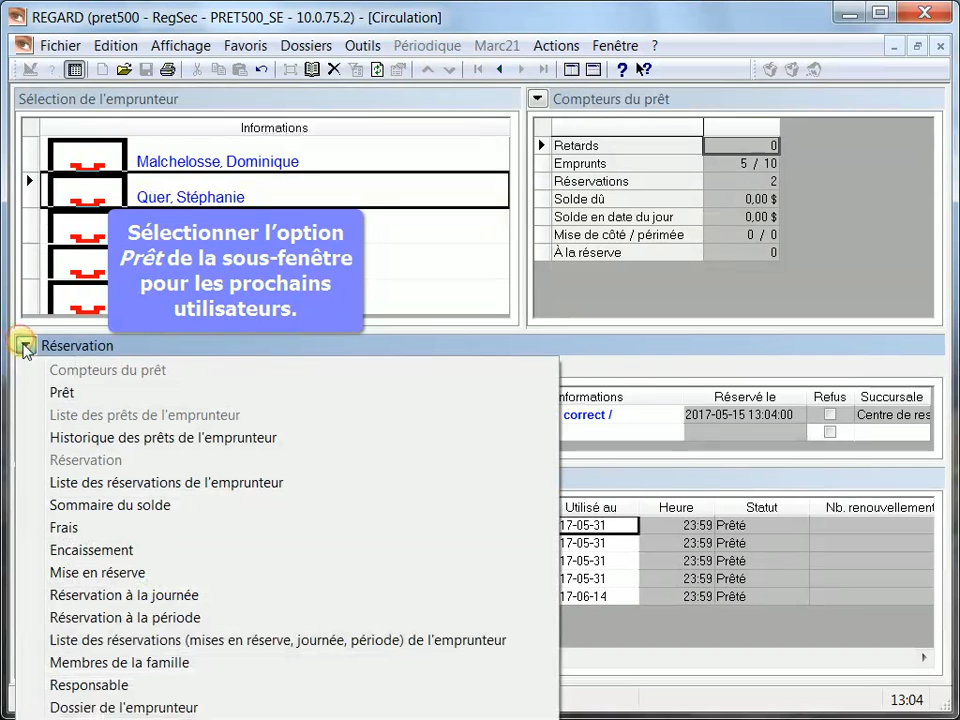 REGARD (pret500 - RegSec - PRET500_SE - 10.0.75.2) - [Circulation]
Fichier Edition Affichage Favoris Dossiers Outils Périodique Marc21 Actions Fenêtre ?
Sélection de l'emprunteur
Compteurs du prêt
Informations
Malchelosse, Dominique
Quer, Stéphanie
Retards 0
Emprunts 5 / 10
Réservations 2
Solde dû 0,00 $
Solde en date du jour 0,00 $
Mise de côté / périmée 0 / 0
À la réserve 0
Sélectionner l'option
Prêt de la sous-fenêtre
pour les prochains
utilisateurs.
Réservation
Compteurs du prêt
Prêt
Liste des prêts de l'emprunteur
Historique des prêts de l'emprunteur
Réservation
Liste des réservations de l'emprunteur
Sommaire du solde
Frais
Encaissement
Mise en réserve
Réservation à la journée
Réservation à la période
Liste des réservations (mises en réserve, journée, période) de l'emprunteur
Membres de la famille
Responsable
Dossier de l'emprunteur
nformations Réservé le Refus Succursale
correct / 2017-05-15 13:04:00 Centre de res
Utilisé au Heure Statut Nb. renouvellement
17-05-31 23:59 Prêté
17-05-31 23:59 Prêté
17-05-31 23:59 Prêté
17-05-31 23:59 Prêté
17-06-14 23:59 Prêté
13:04